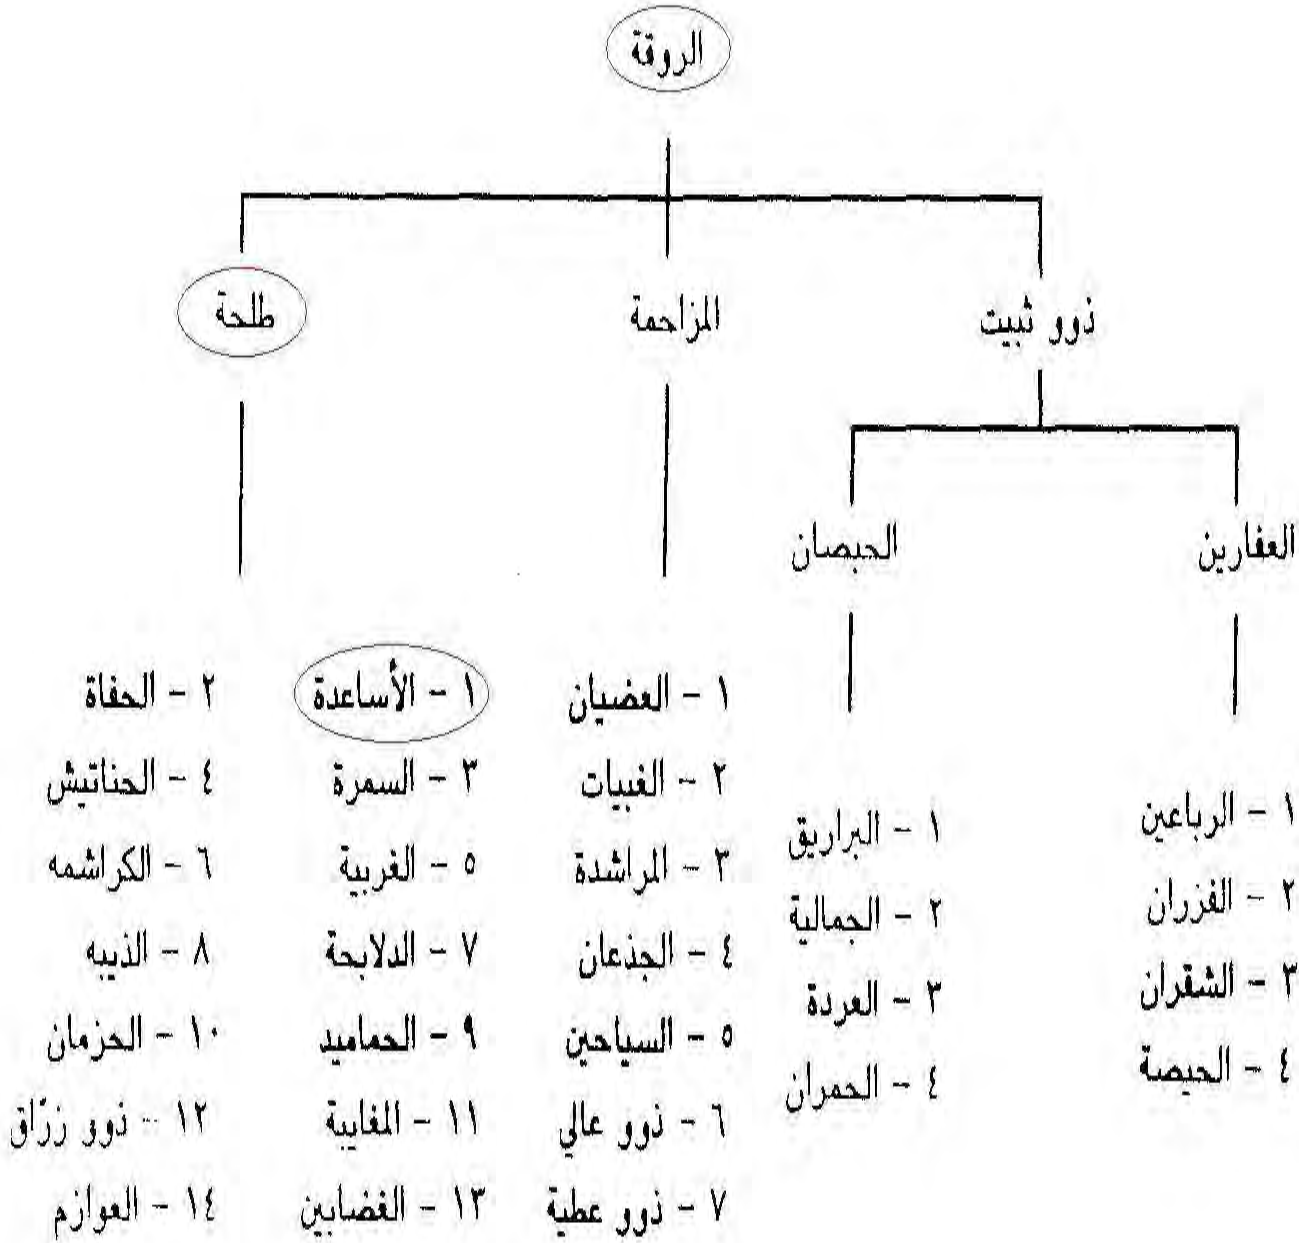 الروقة
ذوو ثبيت
المزاحمة
طلحة
العفارين
الحبصان
١ - الرباعين
٢ - الفزران
٣ - الشقران
٤ - الحيصة
١ - البراريق
٢ - الجمالية
٣ - العردة
٤ - الحمران
١ - العضيان
٢ - الغبيات
٣ - المراشدة
٤ - الجذعان
٥ - السياحين
٦ - ذوو عالي
٧ - ذوو عطية
١ - الأساعدة
٢ - الحفاة
٣ - السمرة
٤ - الحناتيش
٥ - الغربية
٦ - الكراشمه
٧ - الدلابحة
٨ - الذيبه
٩ - الحماميد
١٠ - الحزمان
١١ - المغايبة
١٢ - ذوو زرّاق
١٣ - الغضابين
١٤ - العوازم